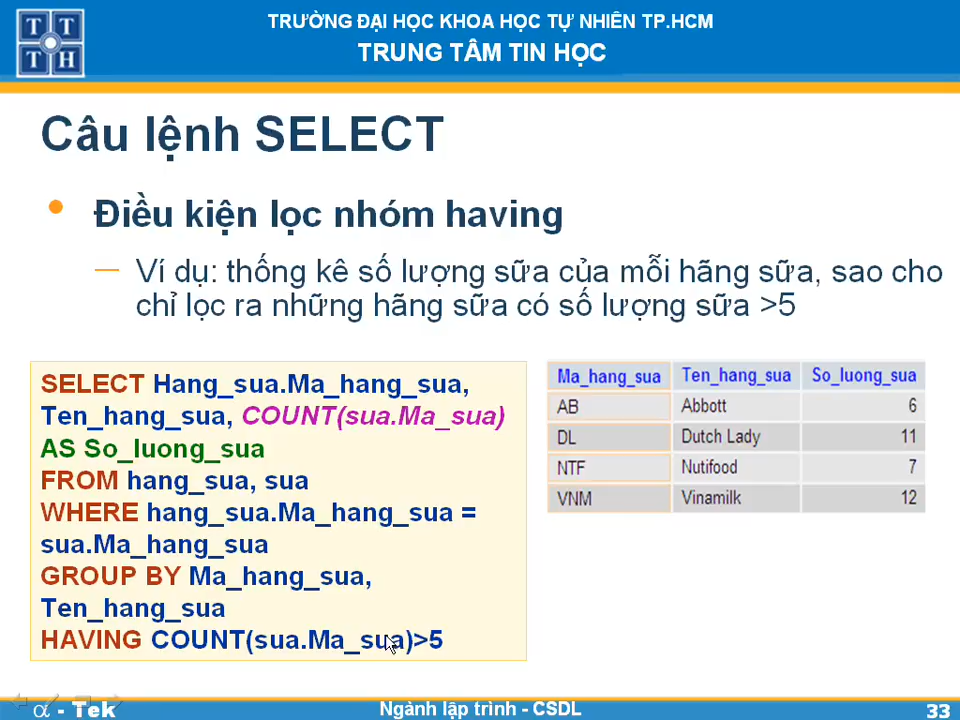 TRƯỜNG ĐẠI HỌC KHOA HỌC TỰ NHIÊN TP.HCM
TRUNG TÂM TIN HỌC
T T
T H
Câu lệnh SELECT
• Điều kiện lọc nhóm having
– Ví dụ: thống kê số lượng sữa của mỗi hãng sữa, sao cho
chỉ lọc ra những hãng sữa có số lượng sữa >5
SELECT Hang_sua.Ma_hang_sua,
Ten_hang_sua, COUNT(sua.Ma_sua)
AS So_luong_sua
FROM hang_sua, sua
WHERE hang_sua.Ma_hang_sua =
sua.Ma_hang_sua
GROUP BY Ma_hang_sua,
Ten_hang_sua
HAVING COUNT(sua.Ma_sua)>5
Ma_hang_sua Ten_hang_sua So_luong_sua
AB Abbott 6
DL Dutch Lady 11
NTF Nutifood 7
VNM Vinamilk 12
α - Tek
Ngành lập trình - CSDL
33